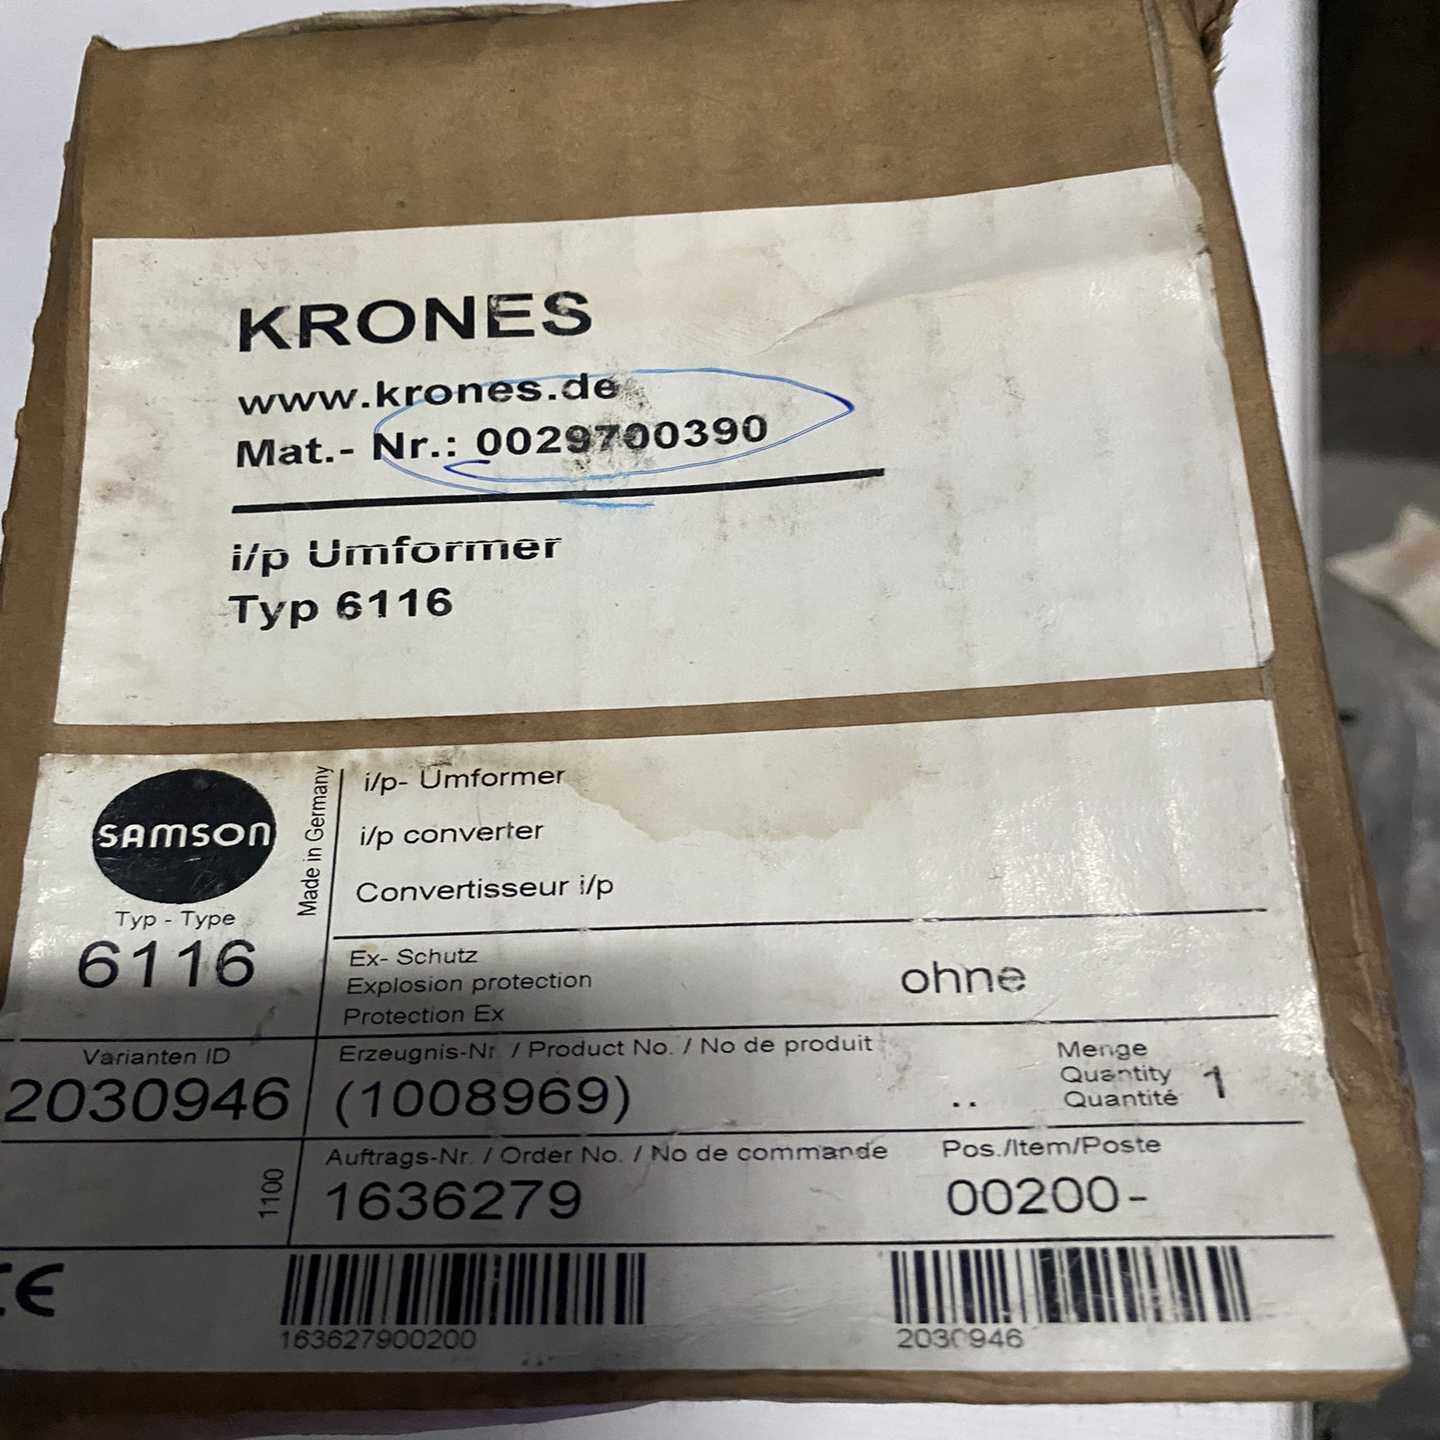 KRONES
www.krones.de
Mat.- Nr.: 0029700390
i/p Umformer
Typ 6116
SAMSON
Made in Germany
i/p- Umformer
i/p converter
Convertisseur i/p
Typ - Type
6116
Ex- Schutz
Explosion protection
Protection Ex
ohne
Varianten ID
2030946
Erzeugnis-Nr. / Product No. / No de produit
(1008969)
..
Menge
Quantity
Quantité
1
1100
Auftrags-Nr. / Order No. / No de commande
1636279
Pos./Item/Poste
00200-
CE
163627900200
2030946